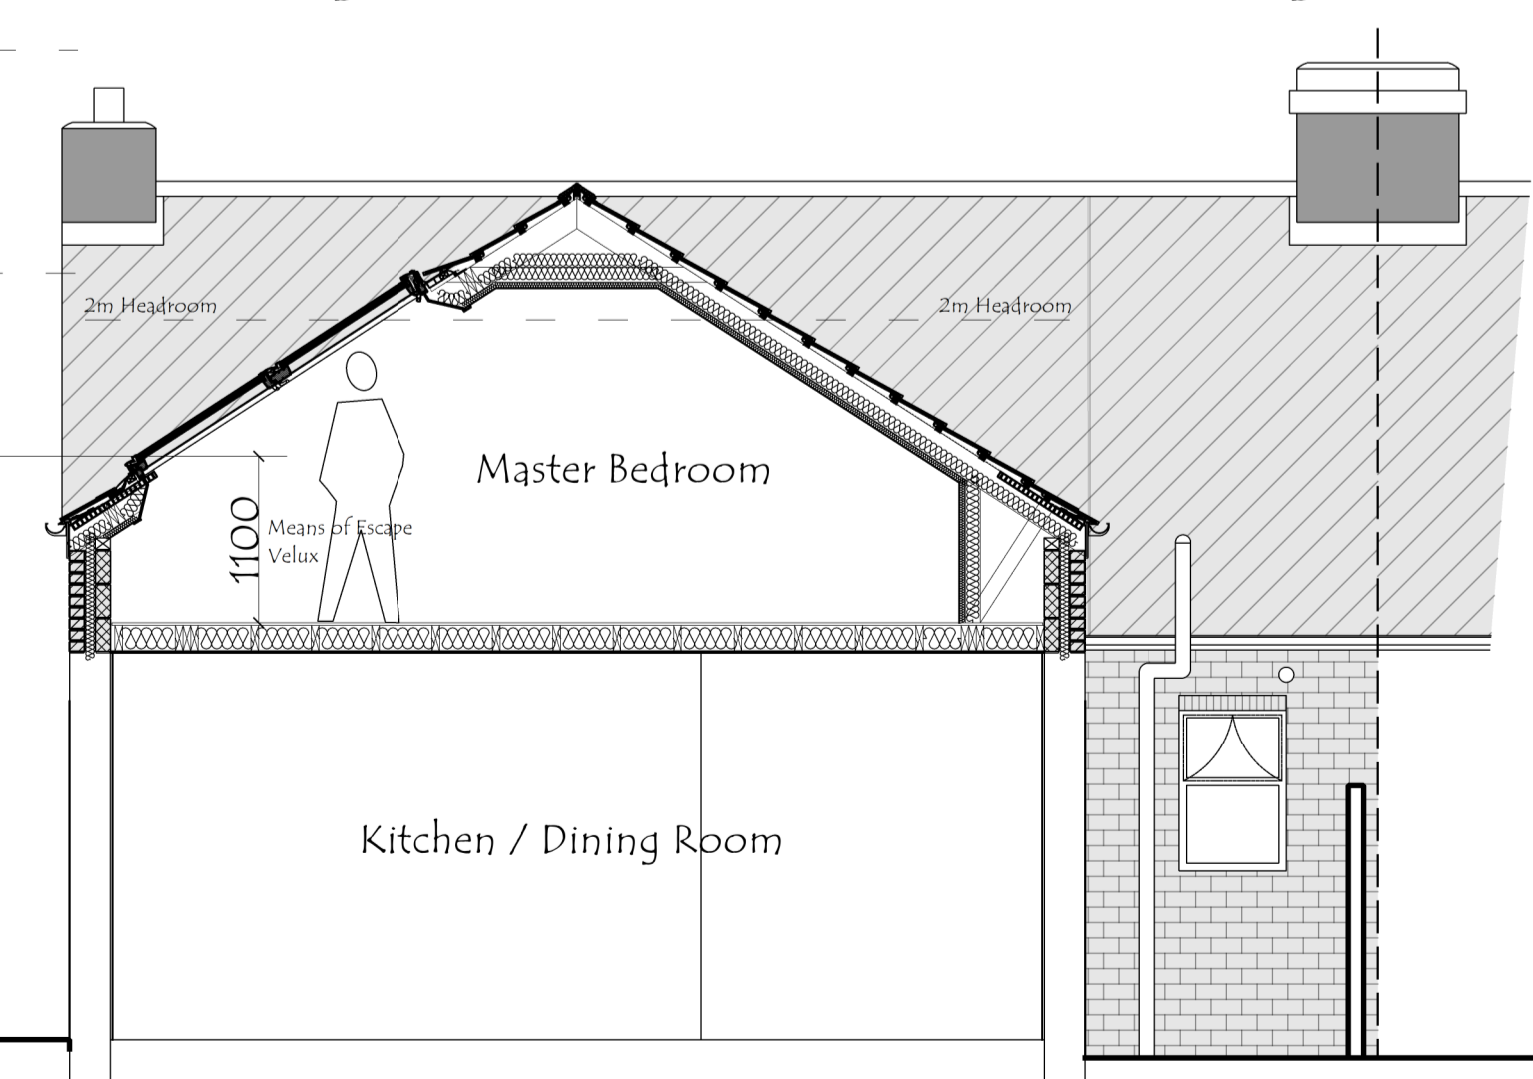 2m Headroom
2m Headroom
Master Bedroom
1100
Means of Escape
Velux
Kitchen / Dining Room